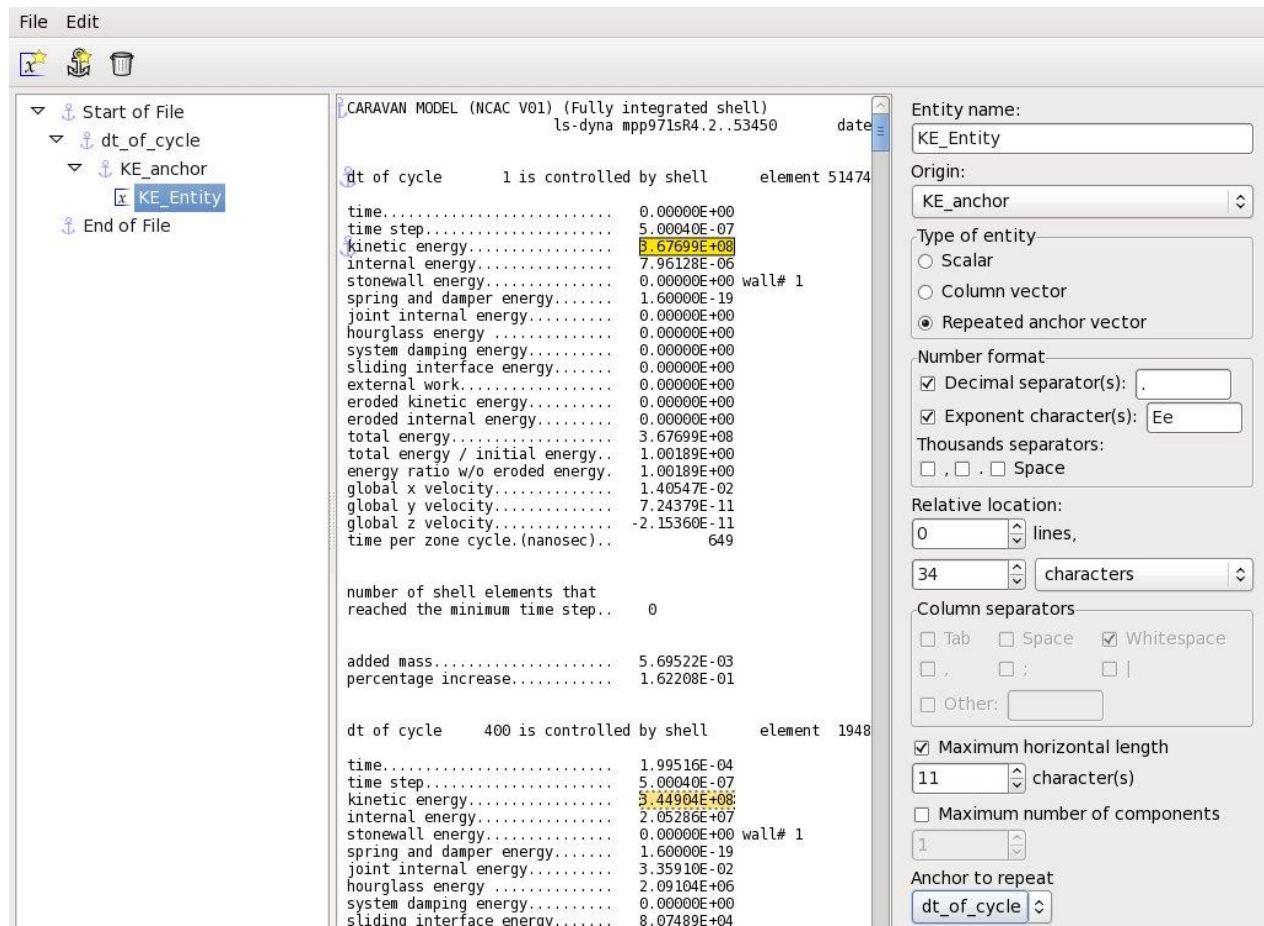 File Edit
Start of File
dt_of_cycle
KE_anchor
x KE_Entity
End of File
CARAVAN MODEL (NCAC V01) (Fully integrated shell)
ls-dyna mpp971sR4.2..53450 date
dt of cycle 1 is controlled by shell element 51474
time........................... 0.00000E+00
time step...................... 5.00040E-07
kinetic energy................. 3.67699E+08
internal energy................ 7.96128E-06
stonewall energy............... 0.00000E+00 wall# 1
spring and damper energy....... 1.60000E-19
joint internal energy.......... 0.00000E+00
hourglass energy .............. 0.00000E+00
system damping energy.......... 0.00000E+00
sliding interface energy....... 0.00000E+00
external work.................. 0.00000E+00
eroded kinetic energy.......... 0.00000E+00
eroded internal energy......... 0.00000E+00
total energy................... 3.67699E+08
total energy / initial energy.. 1.00189E+00
energy ratio w/o eroded energy. 1.00189E+00
global x velocity.............. 1.40547E-02
global y velocity.............. 7.24379E-11
global z velocity.............. -2.15360E-11
time per zone cycle.(nanosec).. 649
number of shell elements that
reached the minimum time step.. 0
added mass..................... 5.69522E-03
percentage increase............ 1.62208E-01
dt of cycle 400 is controlled by shell element 1948
time........................... 1.99516E-04
time step...................... 5.00040E-07
kinetic energy................. 3.44904E+08
internal energy................ 2.05286E+07
stonewall energy............... 0.00000E+00 wall# 1
spring and damper energy....... 1.60000E-19
joint internal energy.......... 3.35910E-02
hourglass energy .............. 2.09104E+06
system damping energy.......... 0.00000E+00
sliding interface energy....... 8.07489E+04
Entity name:
KE_Entity
Origin:
KE_anchor
Type of entity
Scalar
Column vector
Repeated anchor vector
Number format
Decimal separator(s): .
Exponent character(s): Ee
Thousands separators:
, . Space
Relative location:
0 lines,
34 characters
Column separators
Tab Space Whitespace
, ; |
Other:
Maximum horizontal length
11 character(s)
Maximum number of components
1
Anchor to repeat
dt_of_cycle